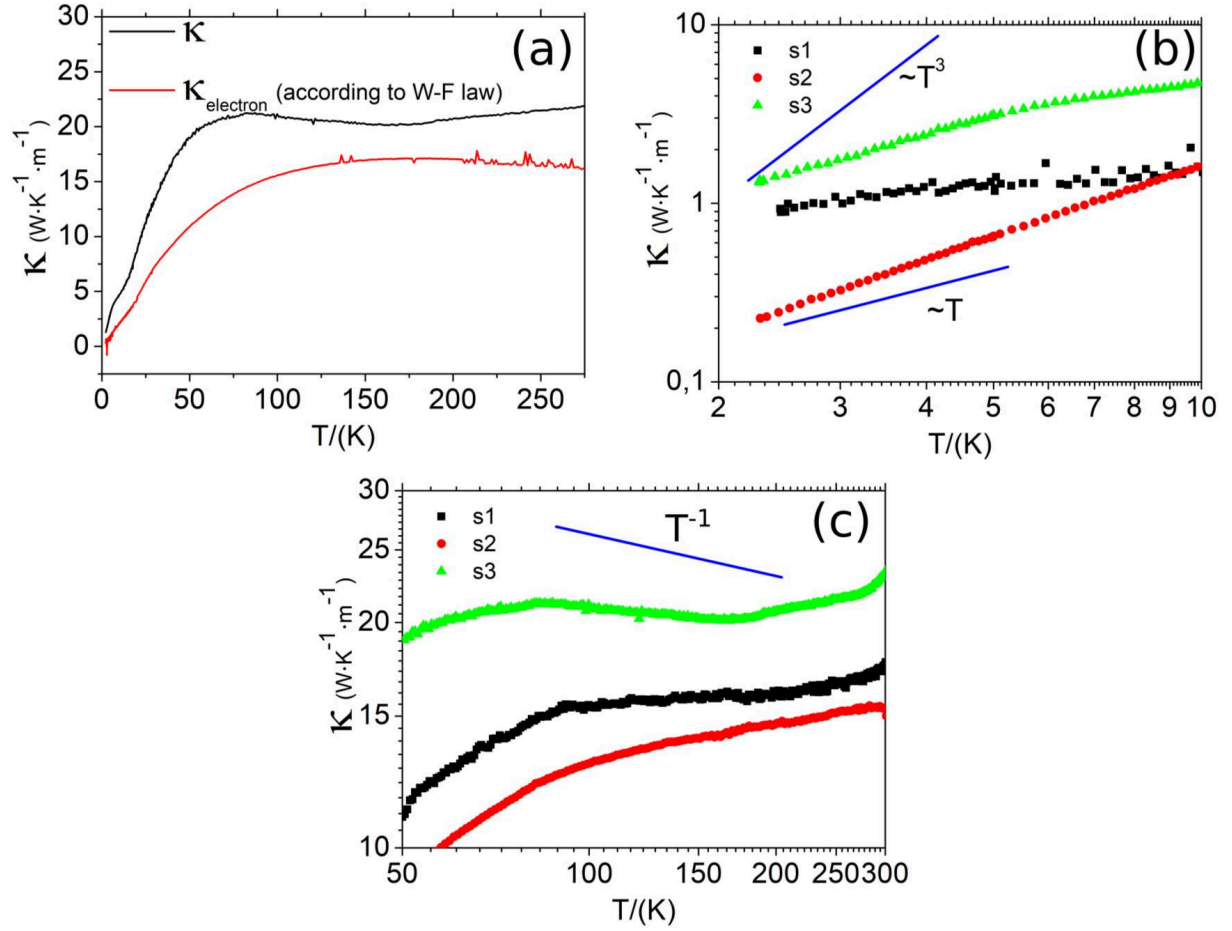 (a)
κ
κ electron (according to W-F law)
30
25
20
15
10
5
0
κ (W·K⁻¹·m⁻¹)
0 50 100 150 200 250
T/(K)
(b)
s1
s2
s3
~T³
~T
10
1
0,1
κ (W·K⁻¹·m⁻¹)
2 3 4 5 6 7 8 9 10
T/(K)
(c)
s1
s2
s3
T⁻¹
30
25
20
15
10
κ (W·K⁻¹·m⁻¹)
50 100 150 200 250 300
T/(K)